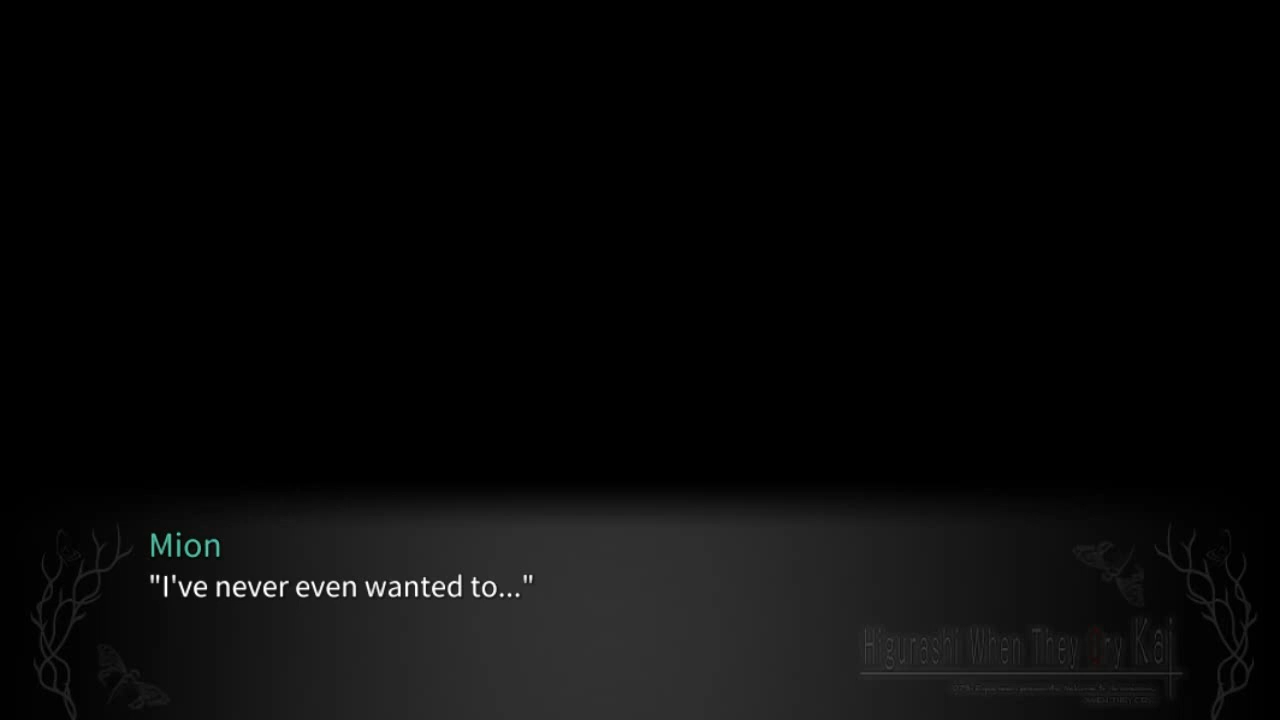 Mion
"I've never even wanted to..."
Higurashi When They Cry Kai